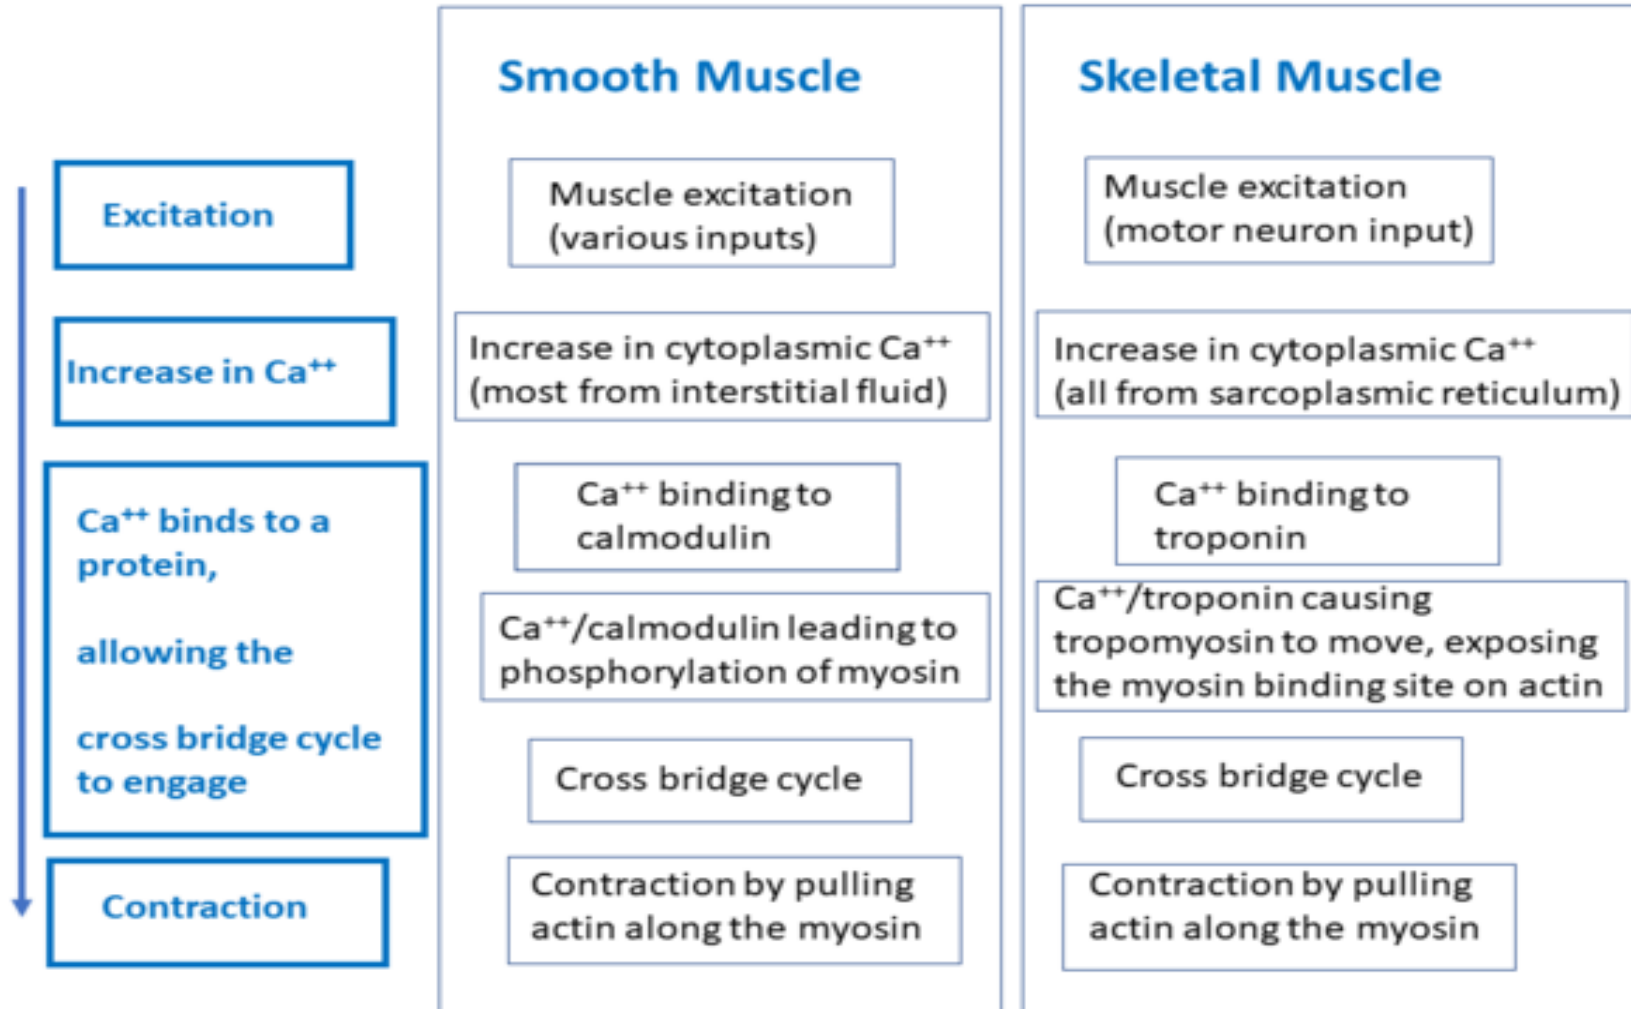 Smooth Muscle
Skeletal Muscle
Excitation
Muscle excitation
(various inputs)
Muscle excitation
(motor neuron input)
Increase in Ca⁺⁺
Increase in cytoplasmic Ca⁺⁺
(most from interstitial fluid)
Increase in cytoplasmic Ca⁺⁺
(all from sarcoplasmic reticulum)
Ca⁺⁺ binds to a
protein,
allowing the
cross bridge cycle
to engage
Ca⁺⁺ binding to
calmodulin
Ca⁺⁺ binding to
troponin
Ca⁺⁺/calmodulin leading to
phosphorylation of myosin
Ca⁺⁺/troponin causing
tropomyosin to move, exposing
the myosin binding site on actin
Cross bridge cycle
Cross bridge cycle
Contraction
Contraction by pulling
actin along the myosin
Contraction by pulling
actin along the myosin